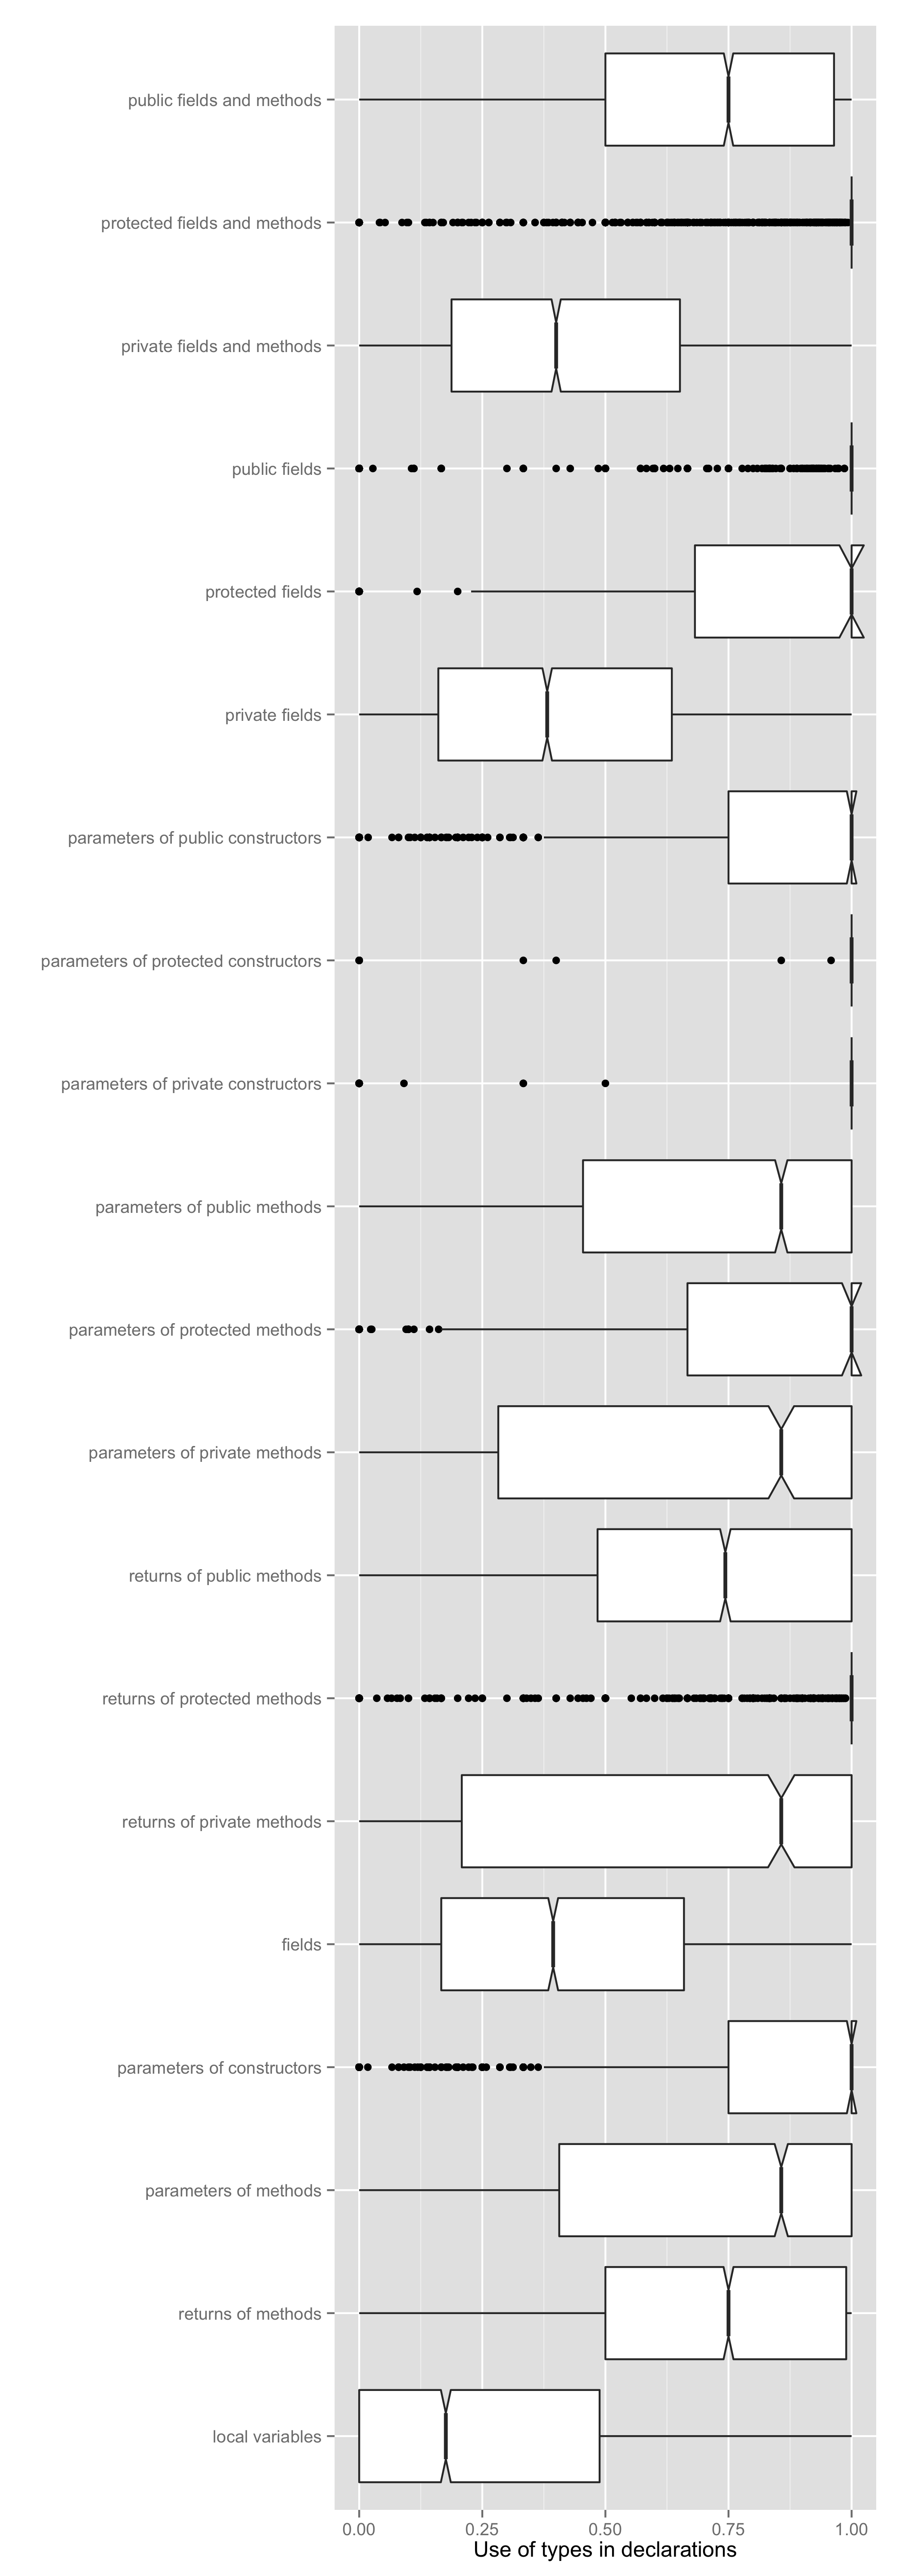 public fields and methods
protected fields and methods
private fields and methods
public fields
protected fields
private fields
parameters of public constructors
parameters of protected constructors
parameters of private constructors
parameters of public methods
parameters of protected methods
parameters of private methods
returns of public methods
returns of protected methods
returns of private methods
fields
parameters of constructors
parameters of methods
returns of methods
local variables
0.00 0.25 0.50 0.75 1.00
Use of types in declarations